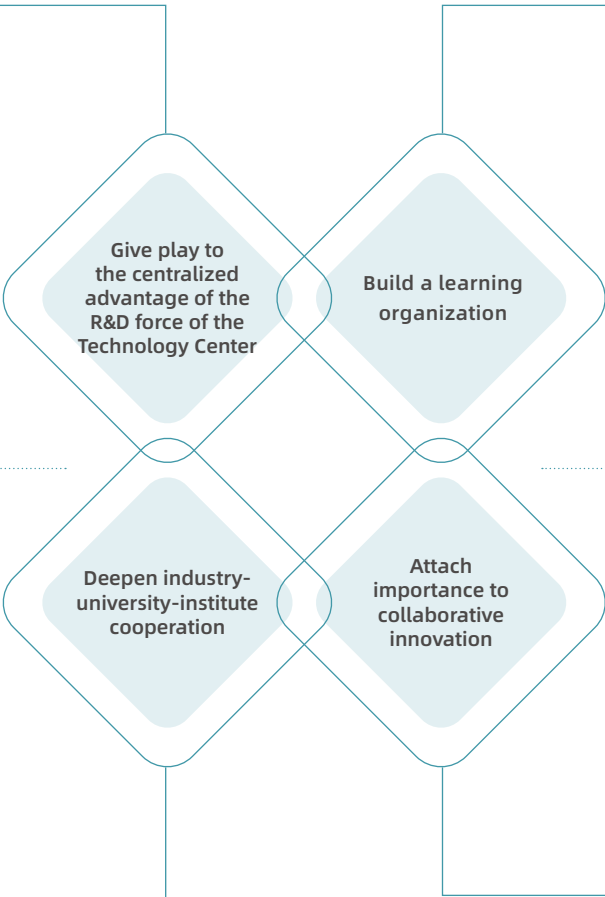 Give play to
the centralized
advantage of the
R&D force of the
Technology Center
Build a learning
organization
Deepen industry-
university-institute
cooperation
Attach
importance to
collaborative
innovation